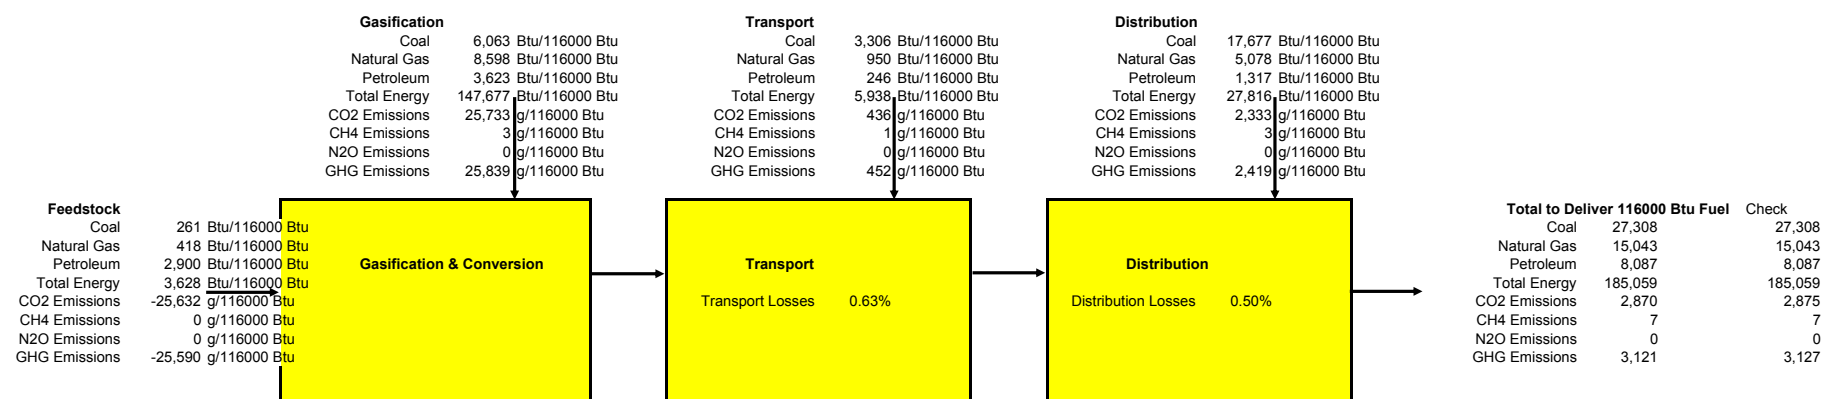 Gasification
Coal 6,063 Btu/116000 Btu
Natural Gas 8,598 Btu/116000 Btu
Petroleum 3,623 Btu/116000 Btu
Total Energy 147,677 Btu/116000 Btu
CO2 Emissions 25,733 g/116000 Btu
CH4 Emissions 3 g/116000 Btu
N2O Emissions 0 g/116000 Btu
GHG Emissions 25,839 g/116000 Btu
Transport
Coal 3,306 Btu/116000 Btu
Natural Gas 950 Btu/116000 Btu
Petroleum 246 Btu/116000 Btu
Total Energy 5,938 Btu/116000 Btu
CO2 Emissions 436 g/116000 Btu
CH4 Emissions 1 g/116000 Btu
N2O Emissions 0 g/116000 Btu
GHG Emissions 452 g/116000 Btu
Distribution
Coal 17,677 Btu/116000 Btu
Natural Gas 5,078 Btu/116000 Btu
Petroleum 1,317 Btu/116000 Btu
Total Energy 27,816 Btu/116000 Btu
CO2 Emissions 2,333 g/116000 Btu
CH4 Emissions 3 g/116000 Btu
N2O Emissions 0 g/116000 Btu
GHG Emissions 2,419 g/116000 Btu
Feedstock
Coal 261 Btu/116000 Btu
Natural Gas 418 Btu/116000 Btu
Petroleum 2,900 Btu/116000 Btu
Total Energy 3,628 Btu/116000 Btu
CO2 Emissions -25,632 g/116000 Btu
CH4 Emissions 0 g/116000 Btu
N2O Emissions 0 g/116000 Btu
GHG Emissions -25,590 g/116000 Btu
Gasification & Conversion
Transport
Transport Losses 0.63%
Distribution
Distribution Losses 0.50%
Total to Deliver 116000 Btu Fuel Check
Coal 27,308 27,308
Natural Gas 15,043 15,043
Petroleum 8,087 8,087
Total Energy 185,059 185,059
CO2 Emissions 2,870 2,875
CH4 Emissions 7 7
N2O Emissions 0 0
GHG Emissions 3,121 3,127